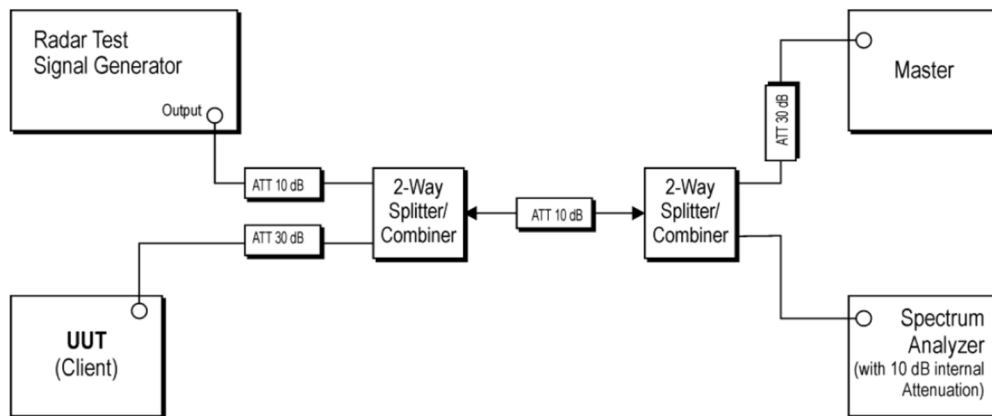 Radar Test
Signal Generator
Output
Master
ATT 30 dB
ATT 10 dB
2-Way
Splitter/
Combiner
ATT 10 dB
2-Way
Splitter/
Combiner
ATT 30 dB
UUT
(Client)
Spectrum
Analyzer
(with 10 dB internal
Attenuation)